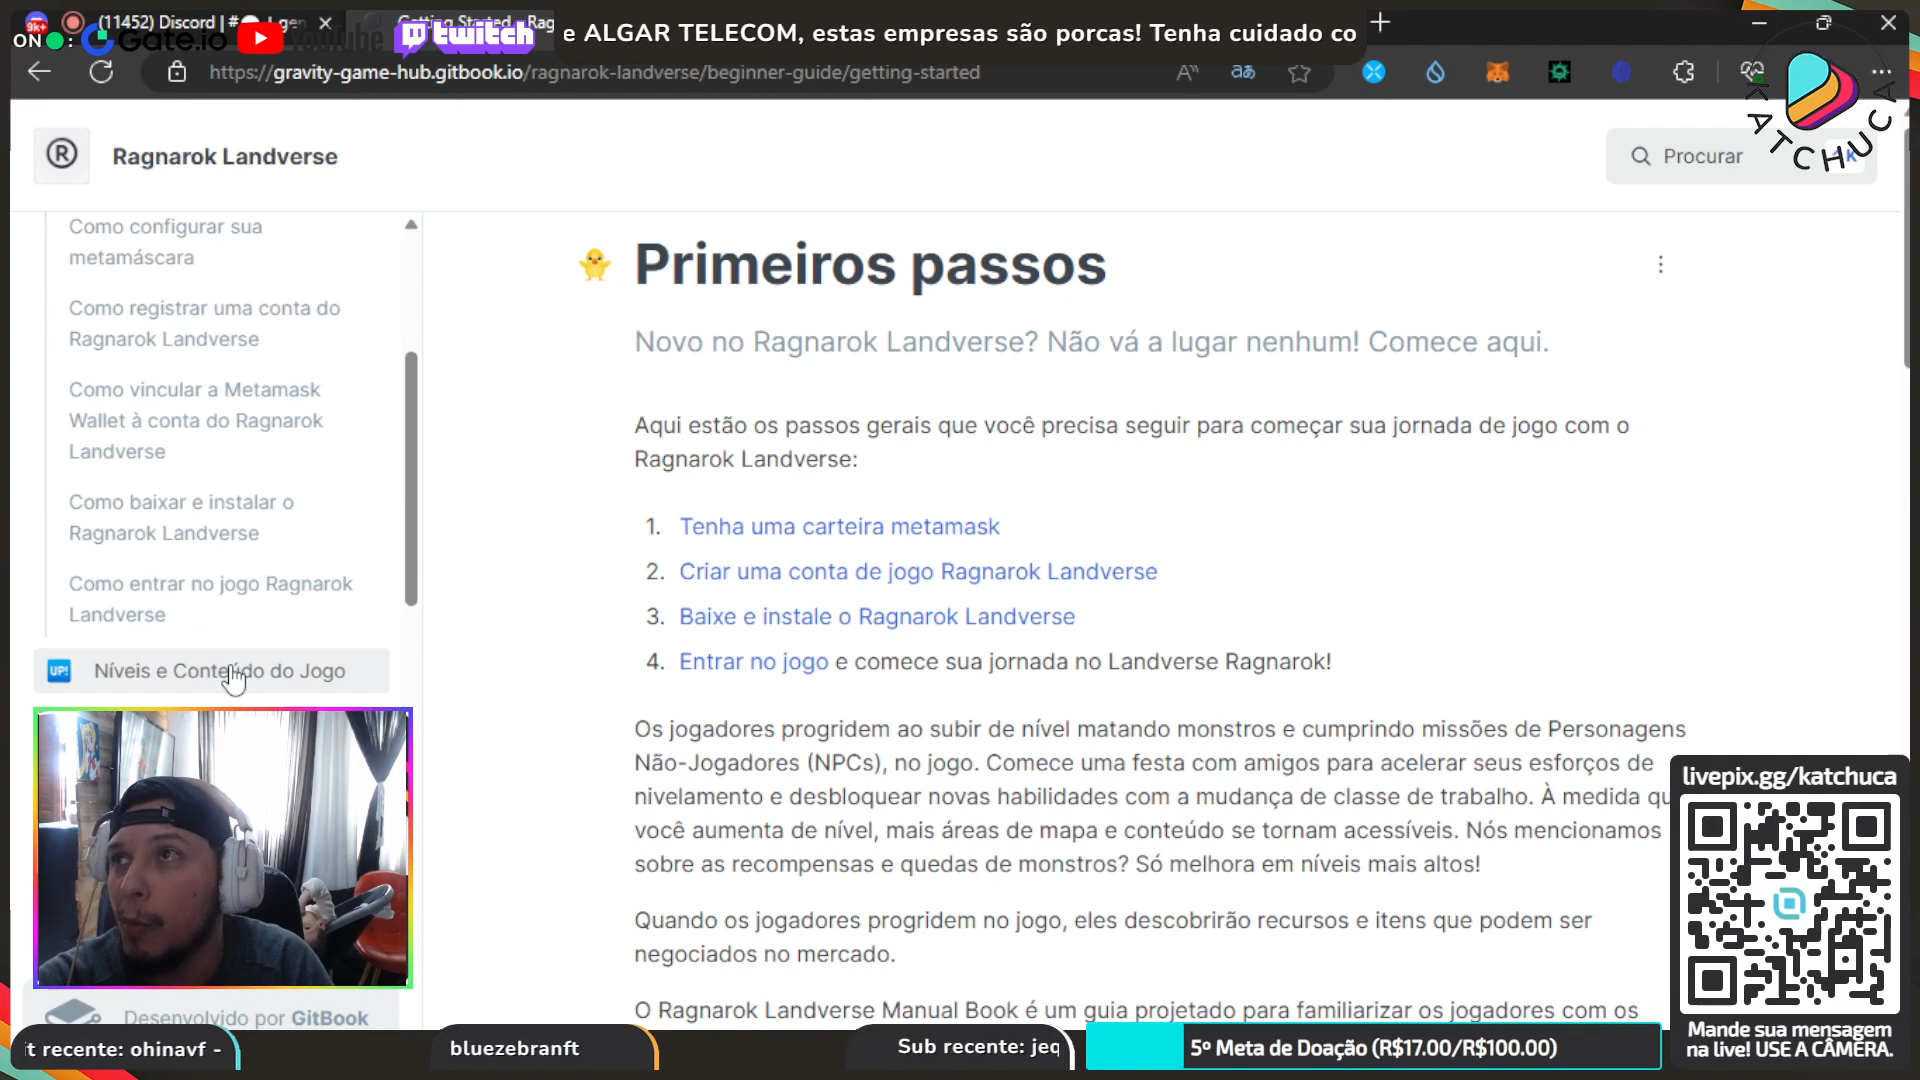 (11452) Discord | #
Getting Started - Rag
ON :
Gate.io
YouTube
twitch
e ALGAR TELECOM, estas empresas são porcas! Tenha cuidado co
https://gravity-game-hub.gitbook.io/ragnarok-landverse/beginner-guide/getting-started
KATCHUCA
Ragnarok Landverse
Procurar
Como configurar sua
metamáscara
Como registrar uma conta do
Ragnarok Landverse
Como vincular a Metamask
Wallet à conta do Ragnarok
Landverse
Como baixar e instalar o
Ragnarok Landverse
Como entrar no jogo Ragnarok
Landverse
UP! Níveis e Conteúdo do Jogo
Desenvolvido por GitBook
Primeiros passos
Novo no Ragnarok Landverse? Não vá a lugar nenhum! Comece aqui.
Aqui estão os passos gerais que você precisa seguir para começar sua jornada de jogo com o
Ragnarok Landverse:
1. Tenha uma carteira metamask
2. Criar uma conta de jogo Ragnarok Landverse
3. Baixe e instale o Ragnarok Landverse
4. Entrar no jogo e comece sua jornada no Landverse Ragnarok!
Os jogadores progridem ao subir de nível matando monstros e cumprindo missões de Personagens
Não-Jogadores (NPCs), no jogo. Comece uma festa com amigos para acelerar seus esforços de
nivelamento e desbloquear novas habilidades com a mudança de classe de trabalho. À medida qu
você aumenta de nível, mais áreas de mapa e conteúdo se tornam acessíveis. Nós mencionamos
sobre as recompensas e quedas de monstros? Só melhora em níveis mais altos!
Quando os jogadores progridem no jogo, eles descobrirão recursos e itens que podem ser
negociados no mercado.
O Ragnarok Landverse Manual Book é um guia projetado para familiarizar os jogadores com os
livepix.gg/katchuca
Mande sua mensagem
na live! USE A CÂMERA.
it recente: ohinavf -
bluezebranft
Sub recente: jeq
5º Meta de Doação (R$17.00/R$100.00)